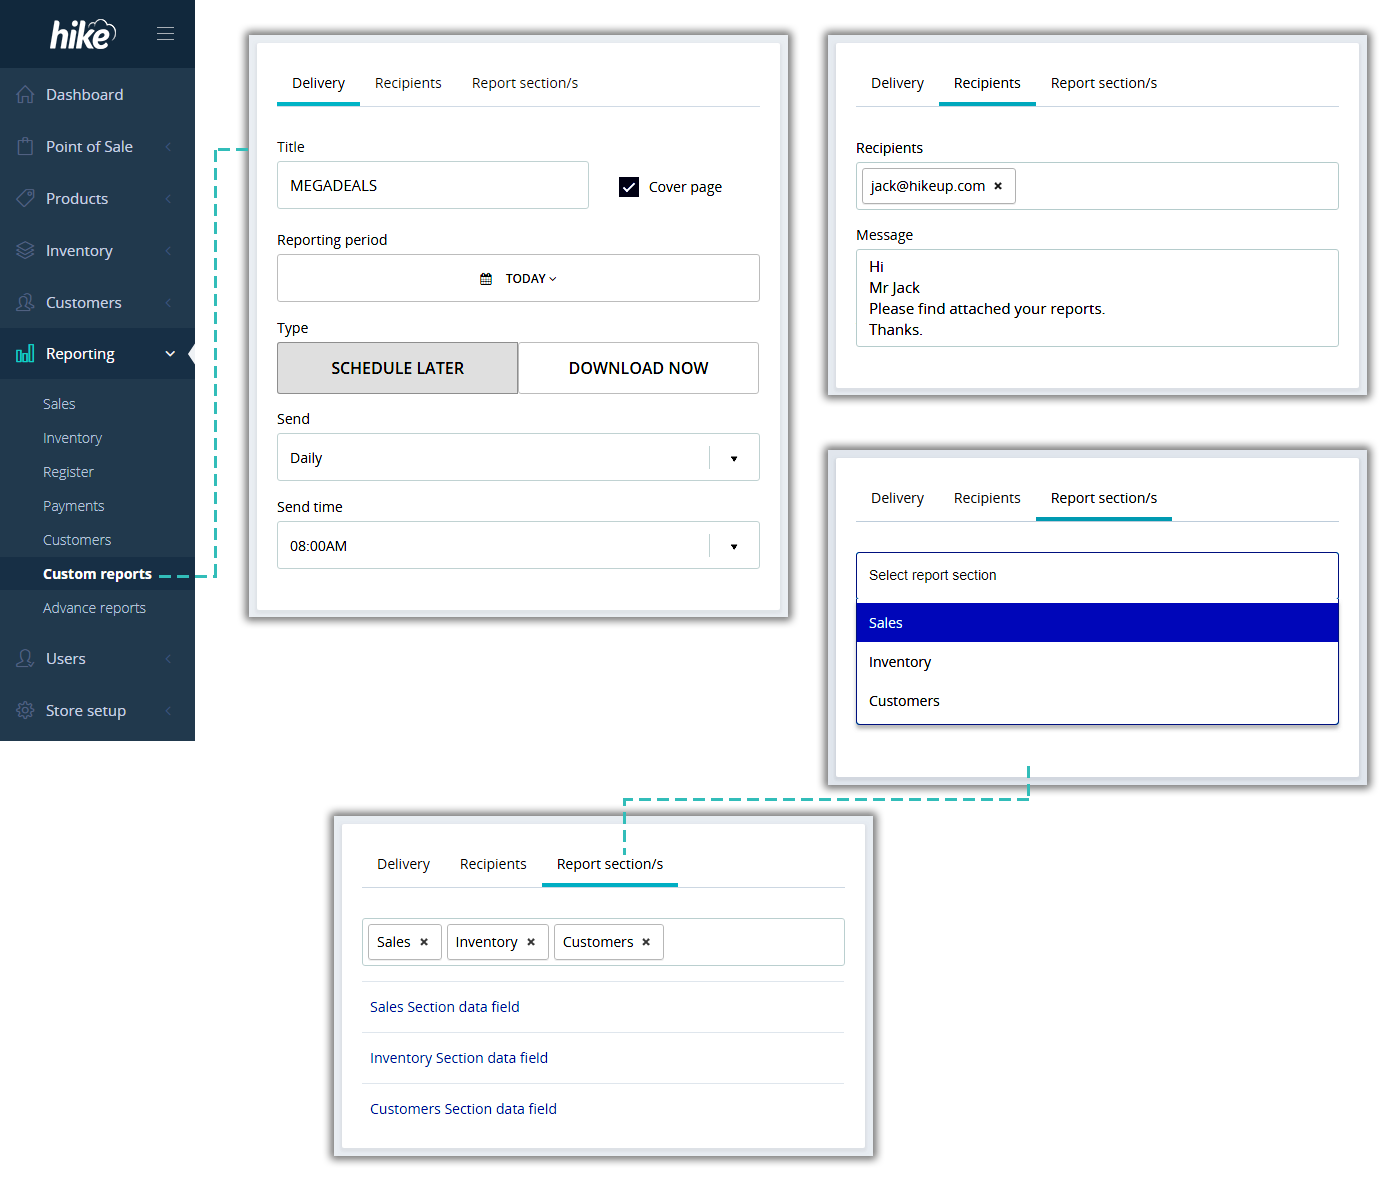 hike
Dashboard
Point of Sale
Products
Inventory
Customers
Reporting
Sales
Inventory
Register
Payments
Customers
Custom reports
Advance reports
Users
Store setup
Delivery Recipients Report section/s
Title
MEGADEALS
Cover page
Reporting period
TODAY
Type
SCHEDULE LATER DOWNLOAD NOW
Send
Daily
Send time
08:00AM
Delivery Recipients Report section/s
Recipients
jack@hikeup.com ×
Message
Hi
Mr Jack
Please find attached your reports.
Thanks.
Delivery Recipients Report section/s
Select report section
Sales
Inventory
Customers
Delivery Recipients Report section/s
Sales × Inventory × Customers ×
Sales Section data field
Inventory Section data field
Customers Section data field